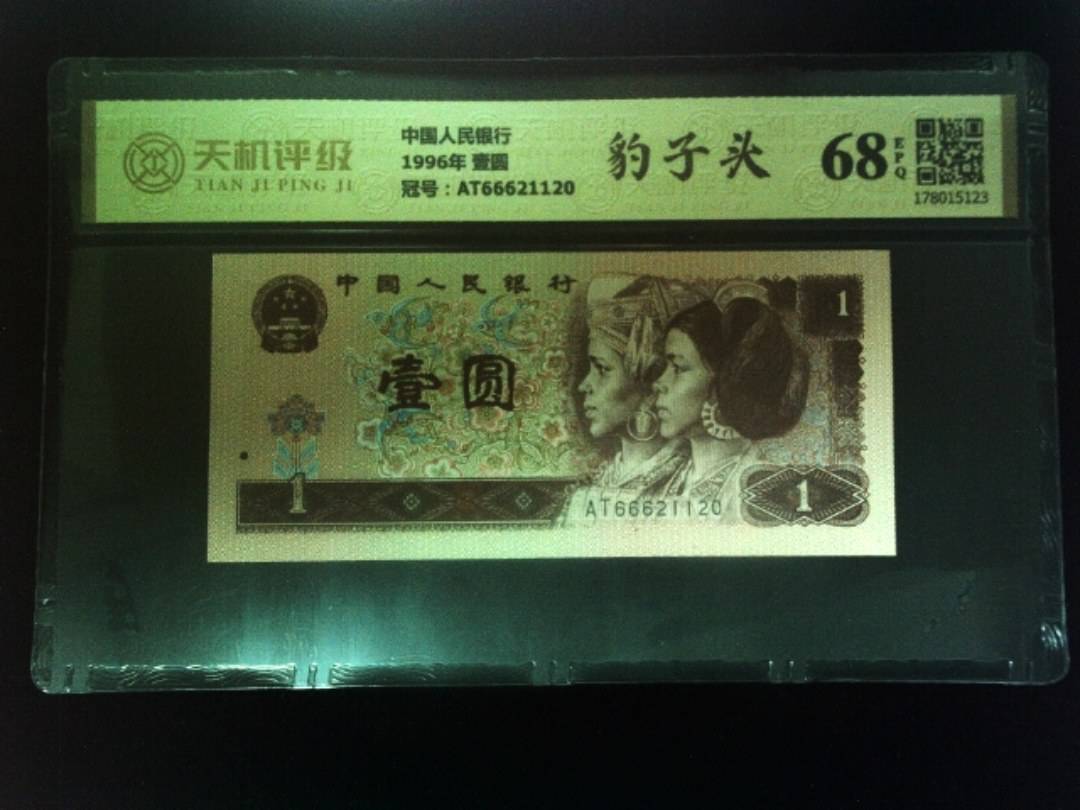 天机评级
TIAN JI PING JI
中国人民银行
1996年 壹圆
冠号：AT66621120
豹子头
68
EPQ
178015123
中国人民银行
1
壹圆
1
AT66621120
1